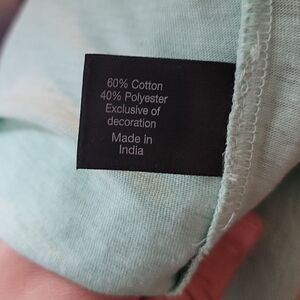 60% Cotton
40% Polyester
Exclusive of
decoration
Made in
India